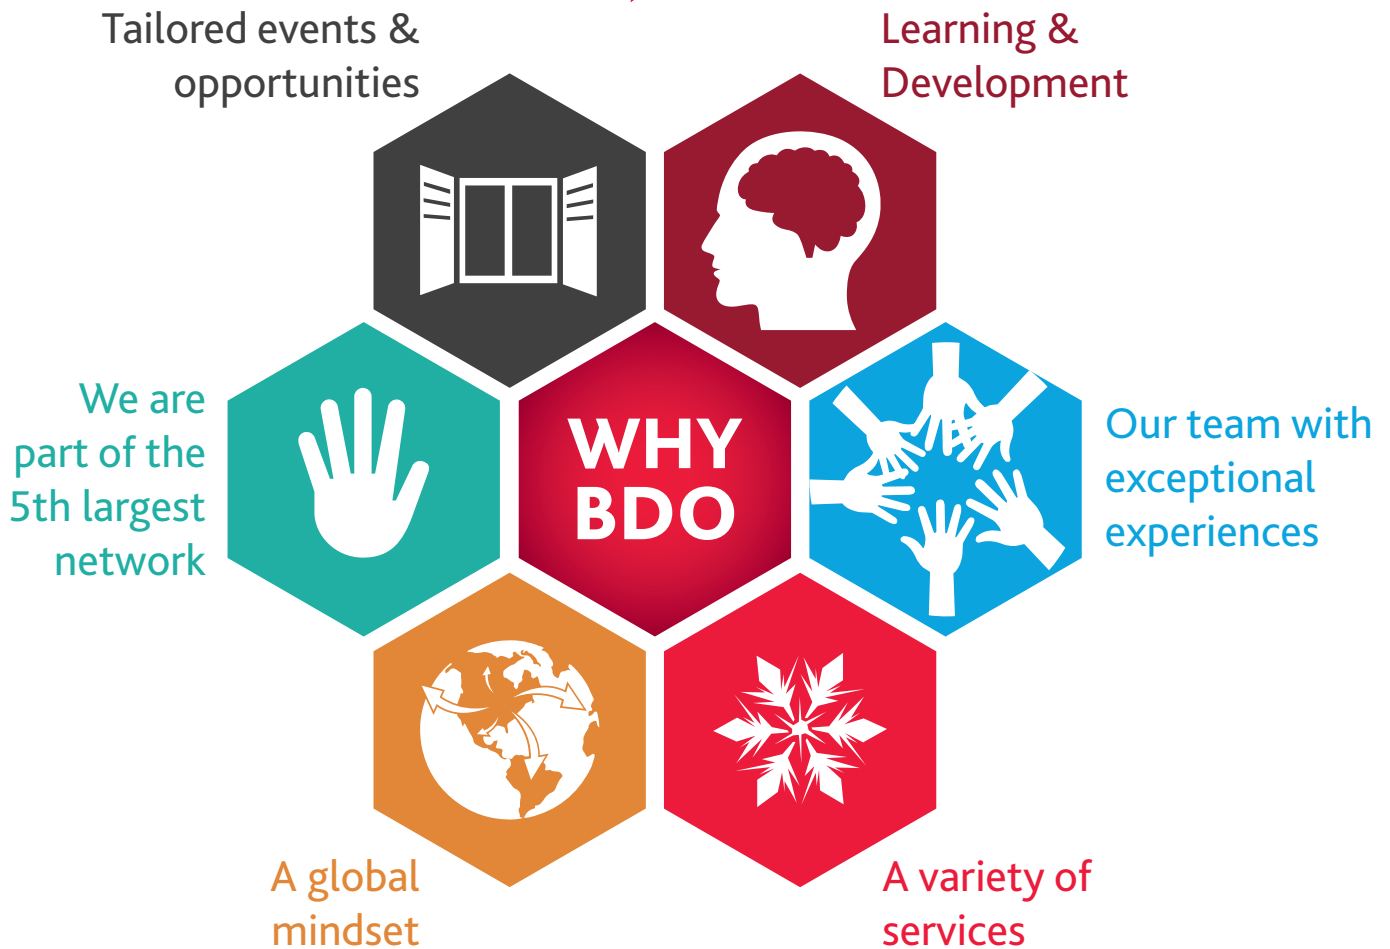 Tailored events &
opportunities
Learning &
Development
We are
part of the
5th largest
network
WHY
BDO
Our team with
exceptional
experiences
A global
mindset
A variety of
services